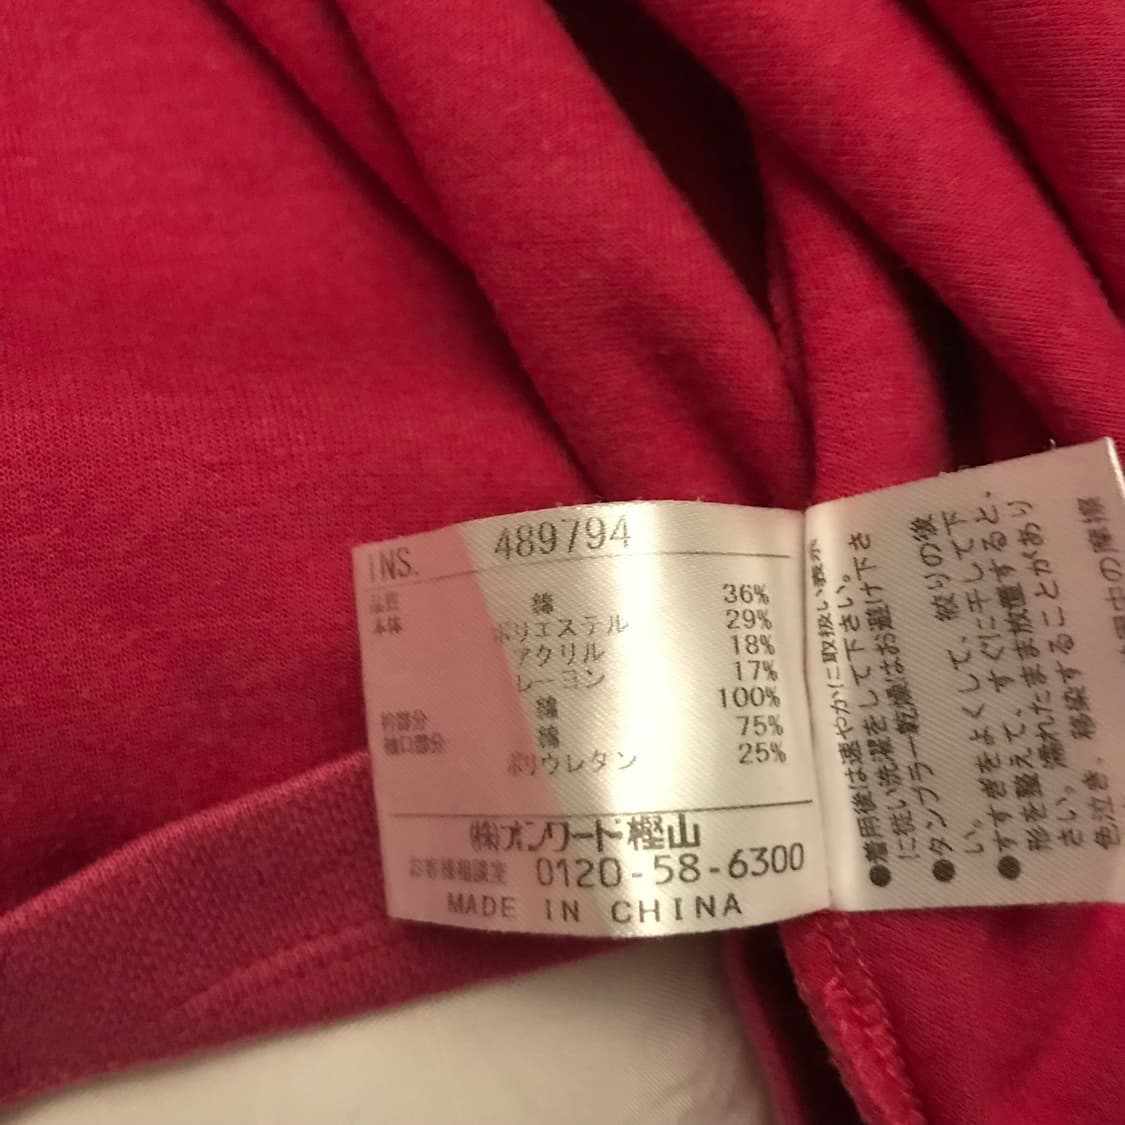 INS. 489794
品質 綿 36%
本体 ポリエステル 29%
アクリル 18%
レーヨン 17%
衿部分 綿 100%
袖口部分 綿 75%
ポリウレタン 25%
㈱オンワード樫山
お客様相談室 0120-58-6300
MADE IN CHINA
●着用後は速やかに取扱い表示
に従い洗濯をして下さい。
●タンブラー乾燥はお避け下さ
い。
●すすぎをよくして、絞りの後
形を整えて、すぐに干して下
さい。濡れたまま放置すると、
色泣き、移染することがあり